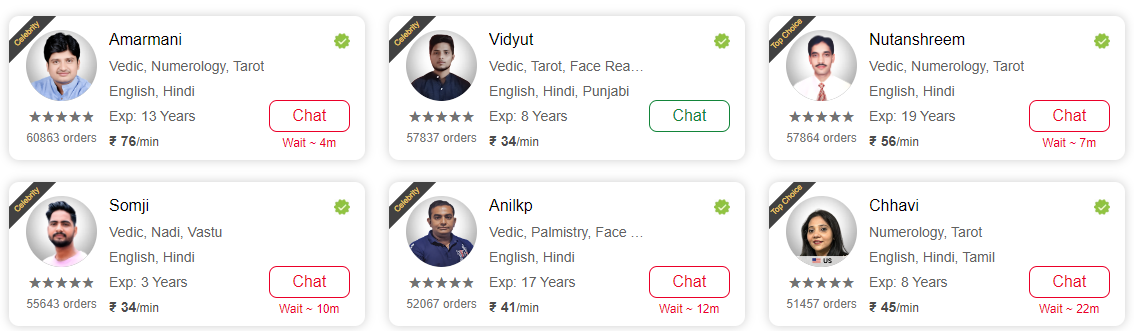 Celebrity
Amarmani
Vedic, Numerology, Tarot
English, Hindi
Exp: 13 Years
Chat
60863 orders
₹ 76/min
Wait ~ 4m
Celebrity
Vidyut
Vedic, Tarot, Face Rea...
English, Hindi, Punjabi
Exp: 8 Years
Chat
57837 orders
₹ 34/min
Top Choice
Nutanshreem
Vedic, Numerology, Tarot
English, Hindi
Exp: 19 Years
Chat
57864 orders
₹ 56/min
Wait ~ 7m
Celebrity
Somji
Vedic, Nadi, Vastu
English, Hindi
Exp: 3 Years
Chat
55643 orders
₹ 34/min
Wait ~ 10m
Celebrity
Anilkp
Vedic, Palmistry, Face ...
English, Hindi
Exp: 17 Years
Chat
52067 orders
₹ 41/min
Wait ~ 12m
Top Choice
Chhavi
Numerology, Tarot
English, Hindi, Tamil
US
Exp: 8 Years
Chat
51457 orders
₹ 45/min
Wait ~ 22m